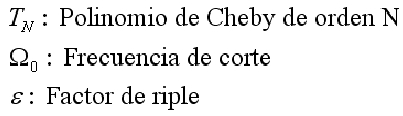 T_N : Polinomio de Cheby de orden N
Ω_0 : Frecuencia de corte
ε : Factor de riple